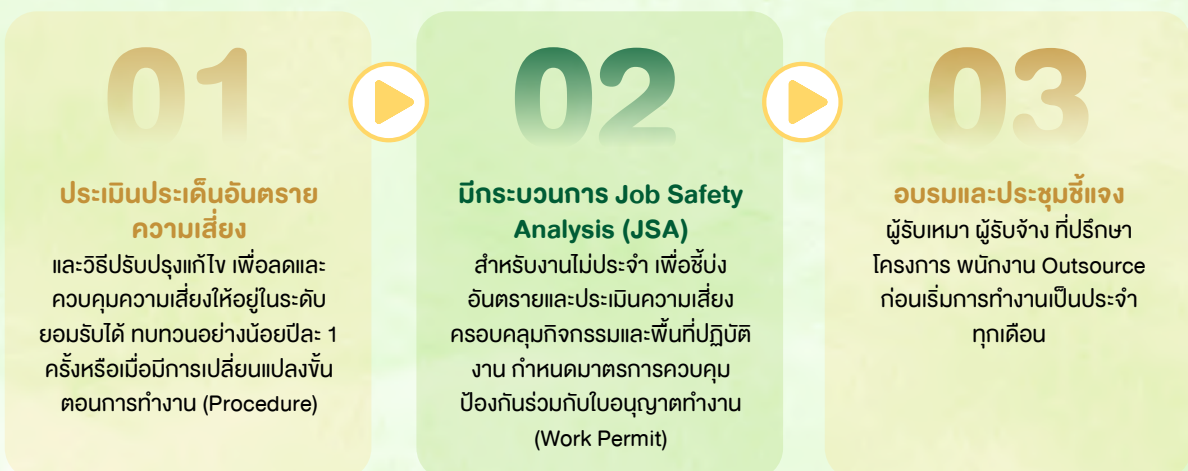 01
ประเมินประเด็นอันตราย
ความเสี่ยง
และวิธีปรับปรุงแก้ไข เพื่อลดและ
ควบคุมความเสี่ยงให้อยู่ในระดับ
ยอมรับได้ ทบทวนอย่างน้อยปีละ 1
ครั้งหรือเมื่อมีการเปลี่ยนแปลงขั้น
ตอนการทำงาน (Procedure)
02
มีกระบวนการ Job Safety
Analysis (JSA)
สำหรับงานไม่ประจำ เพื่อชี้บ่ง
อันตรายและประเมินความเสี่ยง
ครอบคลุมกิจกรรมและพื้นที่ปฏิบัติ
งาน กำหนดมาตรการควบคุม
ป้องกันร่วมกับใบอนุญาตทำงาน
(Work Permit)
03
อบรมและประชุมชี้แจง
ผู้รับเหมา ผู้รับจ้าง ที่ปรึกษา
โครงการ พนักงาน Outsource
ก่อนเริ่มการทำงานเป็นประจำ
ทุกเดือน